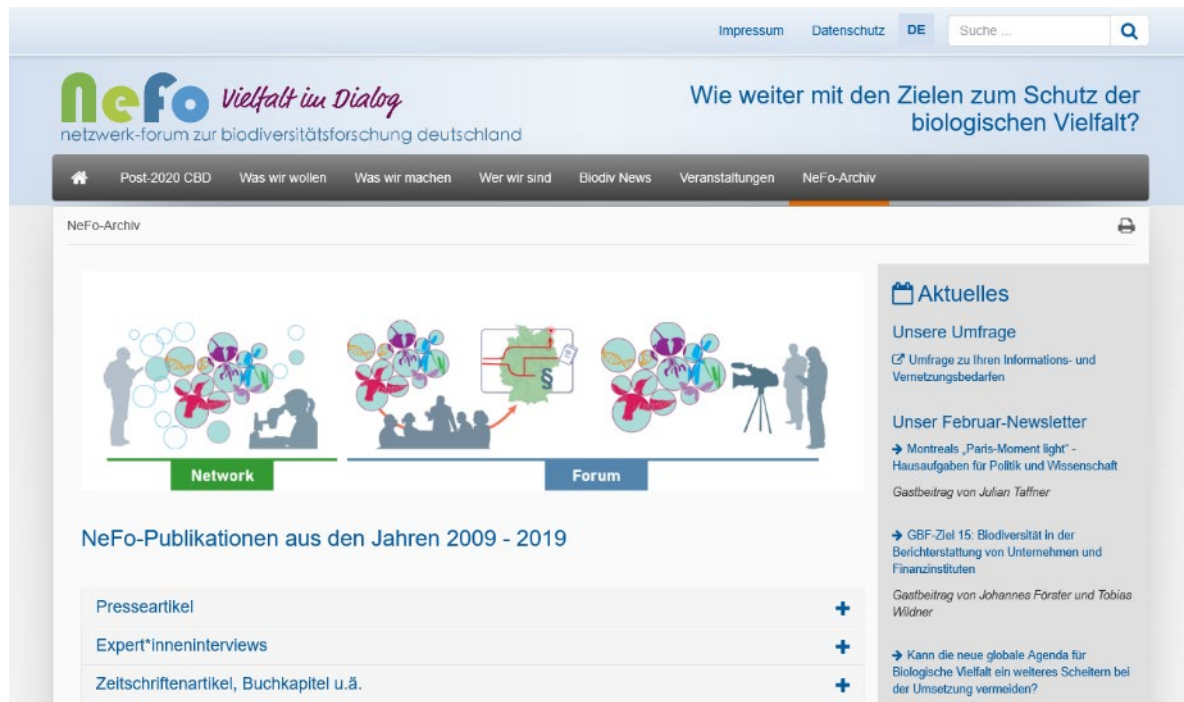 Impressum Datenschutz DE Suche ...
NeFo Vielfalt im Dialog
netzwerk-forum zur biodiversitätsforschung deutschland
Wie weiter mit den Zielen zum Schutz der
biologischen Vielfalt?
Post-2020 CBD Was wir wollen Was wir machen Wer wir sind Biodiv News Veranstaltungen NeFo-Archiv
NeFo-Archiv
§
Network
Forum
NeFo-Publikationen aus den Jahren 2009 - 2019
Presseartikel
Expert*inneninterviews
Zeitschriftenartikel, Buchkapitel u.ä.
Aktuelles
Unsere Umfrage
Umfrage zu Ihren Informations- und
Vernetzungsbedarfen
Unser Februar-Newsletter
Montreals „Paris-Moment light" -
Hausaufgaben für Politik und Wissenschaft
Gastbeitrag von Julian Taffner
GBF-Ziel 15: Biodiversität in der
Berichterstattung von Unternehmen und
Finanzinstituten
Gastbeitrag von Johannes Förster und Tobias
Wildner
Kann die neue globale Agenda für
Biologische Vielfalt ein weiteres Scheitern bei
der Umsetzung vermeiden?